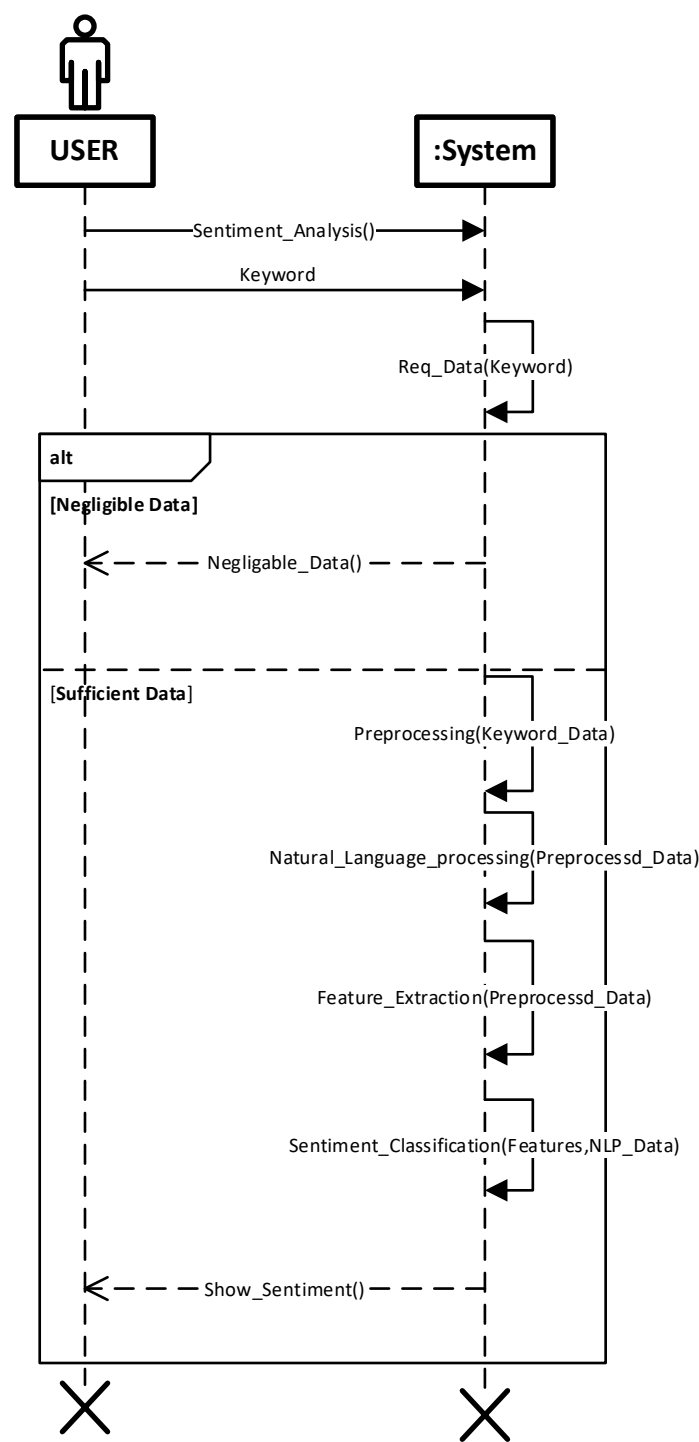 USER
:System
Sentiment_Analysis()
Keyword
Req_Data(Keyword)
alt
[Negligible Data]
Negligable_Data()
[Sufficient Data]
Preprocessing(Keyword_Data)
Natural_Language_processing(Preprocessd_Data)
Feature_Extraction(Preprocessd_Data)
Sentiment_Classification(Features,NLP_Data)
Show_Sentiment()